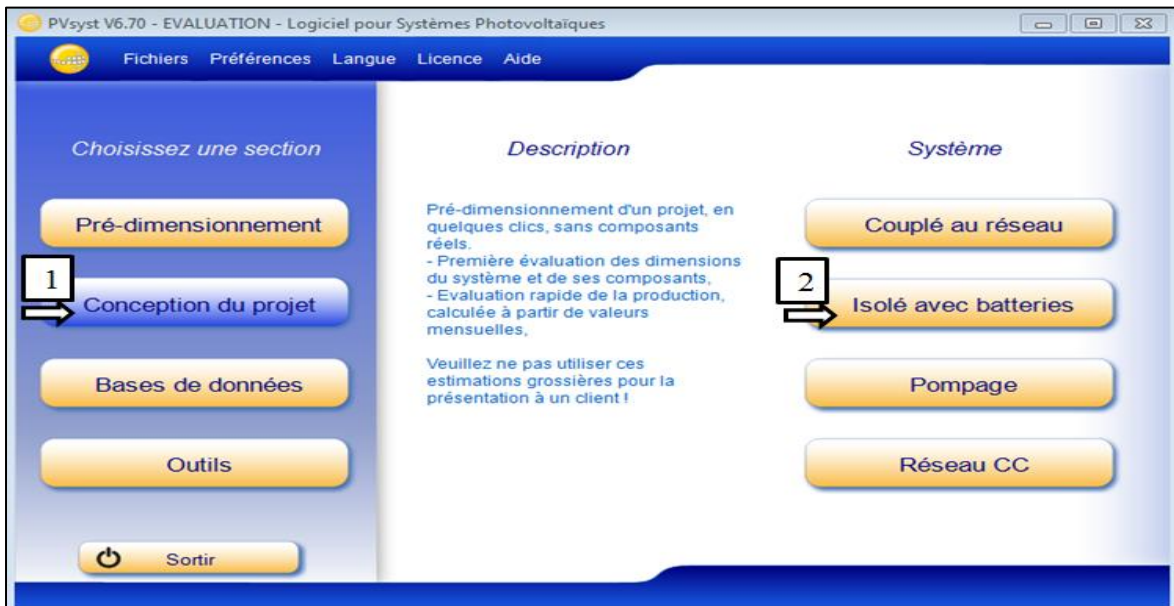 PVsyst V6.70 - EVALUATION - Logiciel pour Systèmes Photovoltaïques
Fichiers Préférences Langue Licence Aide
Choisissez une section
Pré-dimensionnement
1
Conception du projet
Bases de données
Outils
Sortir
Description
Pré-dimensionnement d'un projet, en
quelques clics, sans composants
réels.
- Première évaluation des dimensions
du système et de ses composants,
- Evaluation rapide de la production,
calculée à partir de valeurs
mensuelles,
Veuillez ne pas utiliser ces
estimations grossières pour la
présentation à un client !
Système
Couplé au réseau
2
Isolé avec batteries
Pompage
Réseau CC